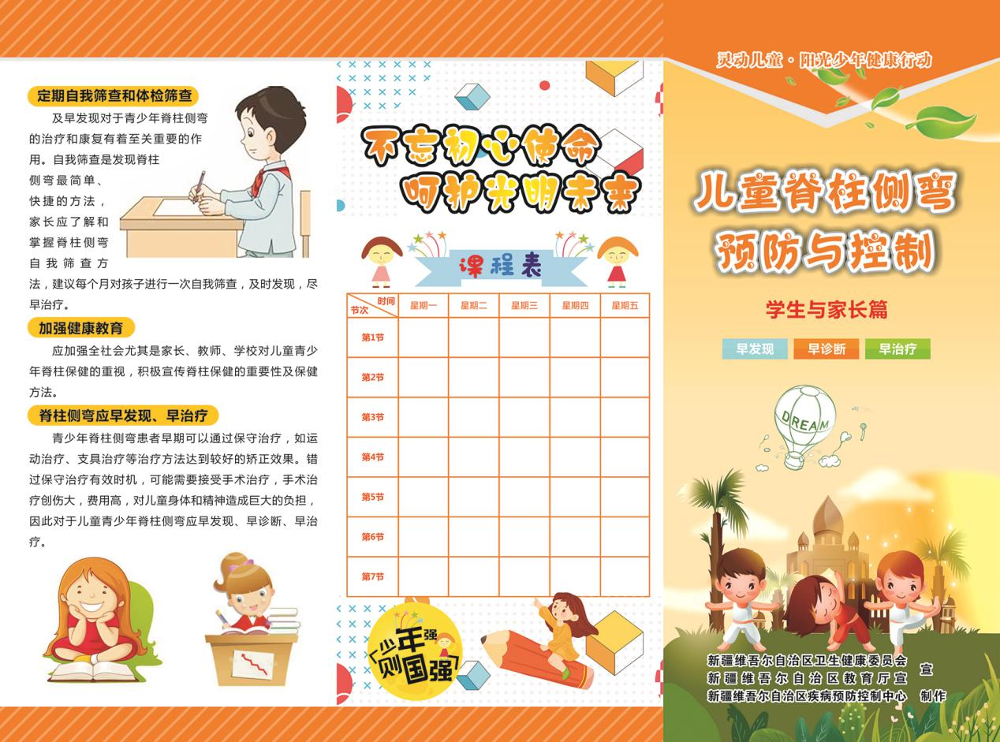 定期自我筛查和体检筛查
及早发现对于青少年脊柱侧弯
的治疗和康复有着至关重要的作
用。自我筛查是发现脊柱
侧弯最简单、
快捷的方法，
家长应了解和
掌握脊柱侧弯
自我筛查方
法，建议每个月对孩子进行一次自我筛查，及时发现，尽
早治疗。
加强健康教育
应加强全社会尤其是家长、教师、学校对儿童青少
年脊柱保健的重视，积极宣传脊柱保健的重要性及保健
方法。
脊柱侧弯应早发现、早治疗
青少年脊柱侧弯患者早期可以通过保守治疗，如运
动治疗、支具治疗等治疗方法达到较好的矫正效果。错
过保守治疗有效时机，可能需要接受手术治疗，手术治
疗创伤大，费用高，对儿童身体和精神造成巨大的负担，
因此对于儿童青少年脊柱侧弯应早发现、早诊断、早治
疗。
不忘初心使命
呵护光明未来
课程表
时间
节次
星期一 星期二 星期三 星期四 星期五
第1节
第2节
第3节
第4节
第5节
第6节
第7节
少年强
则国强
灵动儿童·阳光少年健康行动
儿童脊柱侧弯
预防与控制
学生与家长篇
早发现 早诊断 早治疗
DREAM
新疆维吾尔自治区卫生健康委员会
新疆维吾尔自治区教育厅宣 宣
新疆维吾尔自治区疾病预防控制中心 制作